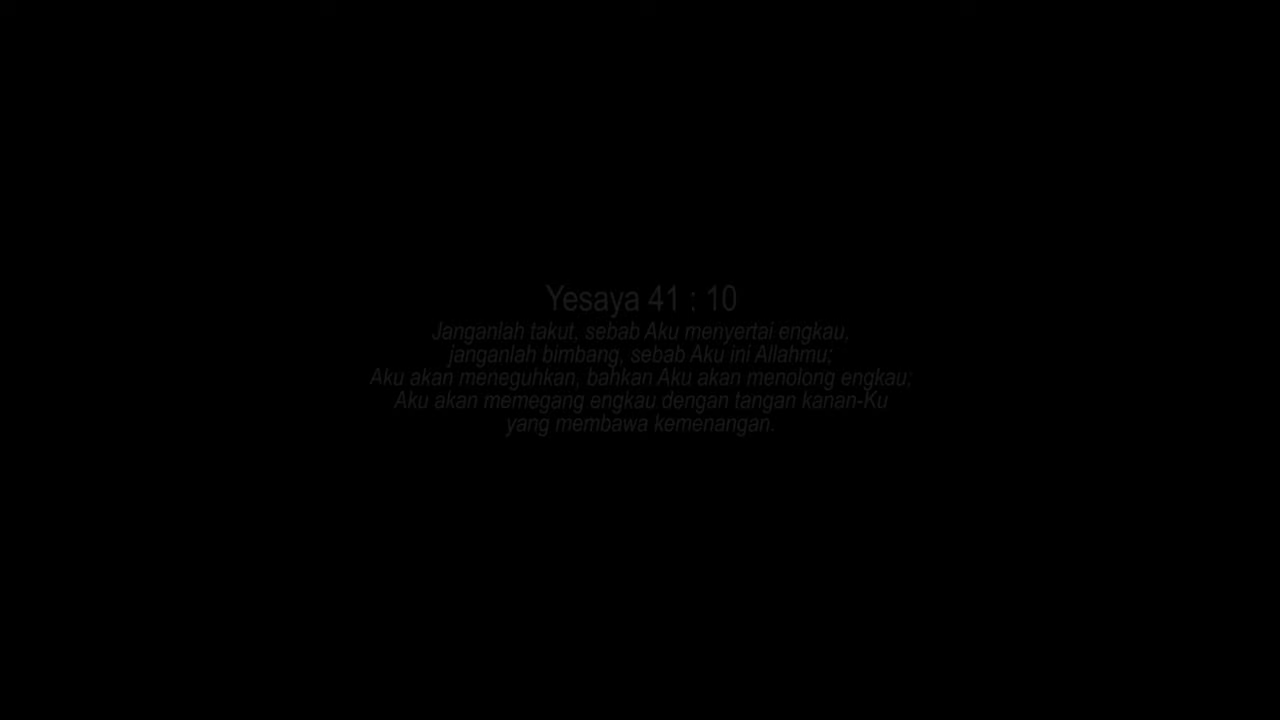 Yesaya 41 : 10
Janganlah takut, sebab Aku menyertai engkau,
janganlah bimbang, sebab Aku ini Allahmu;
Aku akan meneguhkan, bahkan Aku akan menolong engkau;
Aku akan memegang engkau dengan tangan kanan-Ku
yang membawa kemenangan.